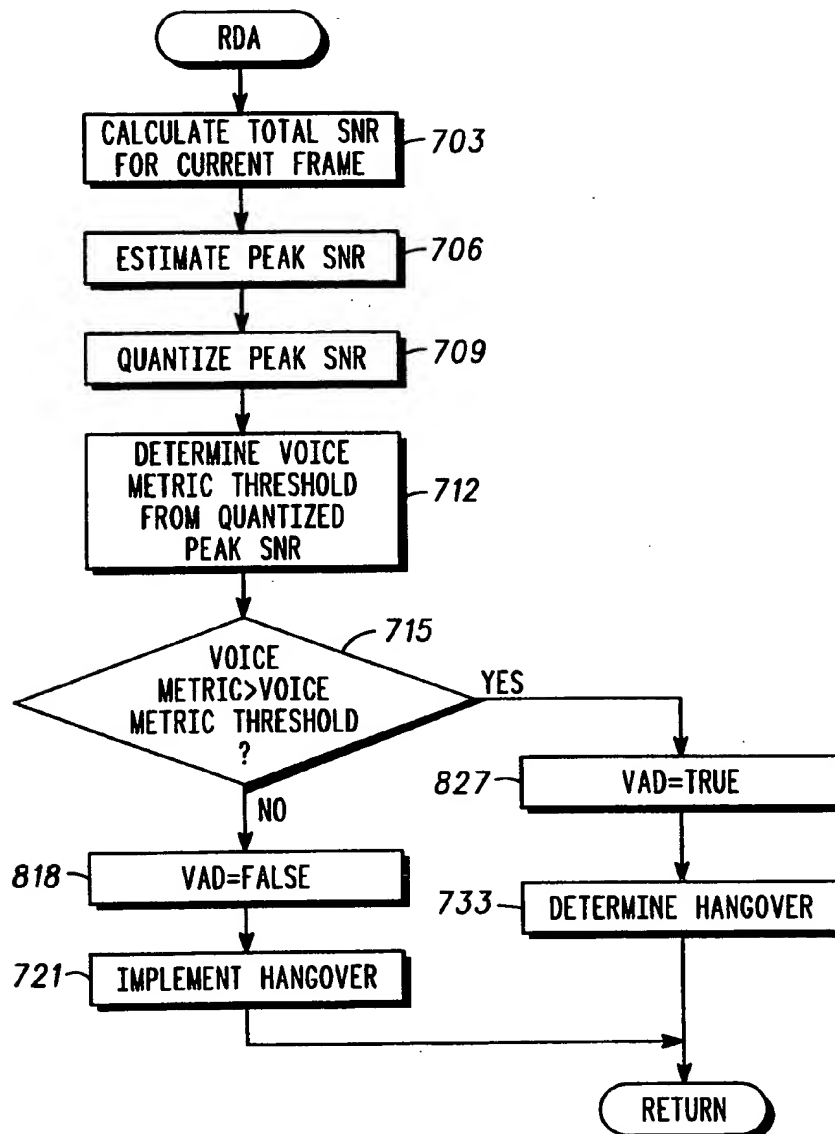 RDA
CALCULATE TOTAL SNR
FOR CURRENT FRAME
703
ESTIMATE PEAK SNR
706
QUANTIZE PEAK SNR
709
DETERMINE VOICE
METRIC THRESHOLD
FROM QUANTIZED
PEAK SNR
712
715
VOICE
METRIC>VOICE
METRIC THRESHOLD
?
YES
NO
827
VAD=TRUE
818
VAD=FALSE
733
DETERMINE HANGOVER
721
IMPLEMENT HANGOVER
RETURN